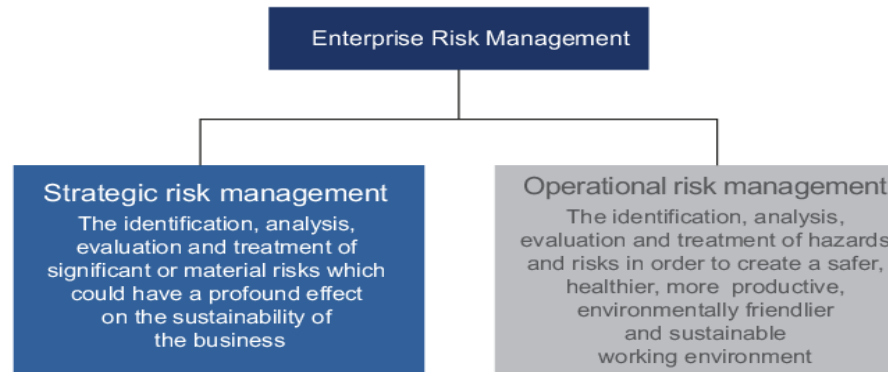 Enterprise Risk Management
Strategic risk management
The identification, analysis,
evaluation and treatment of
significant or material risks which
could have a profound effect
on the sustainability of
the business
Operational risk management
The identification, analysis,
evaluation and treatment of hazards
and risks in order to create a safer,
healthier, more productive,
environmentally friendlier
and sustainable
working environment